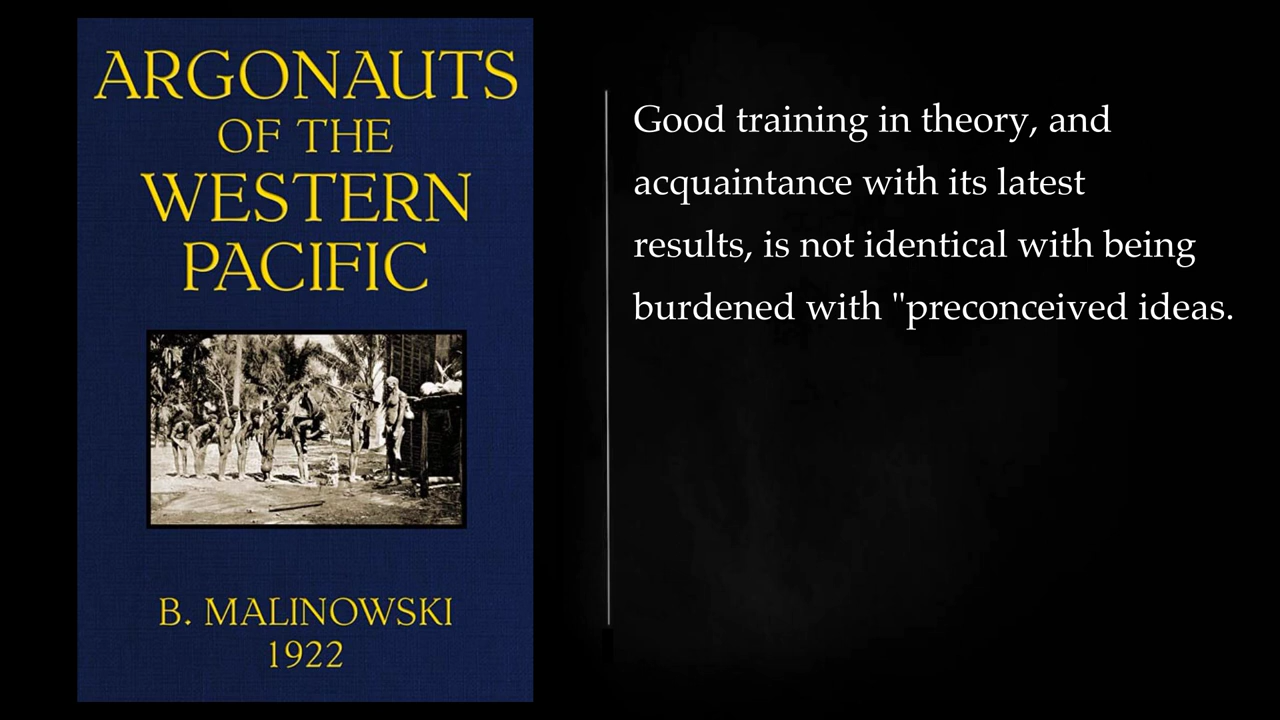 ARGONAUTS
OF THE
WESTERN
PACIFIC
B. MALINOWSKI
1922
Good training in theory, and
acquaintance with its latest
results, is not identical with being
burdened with "preconceived ideas.